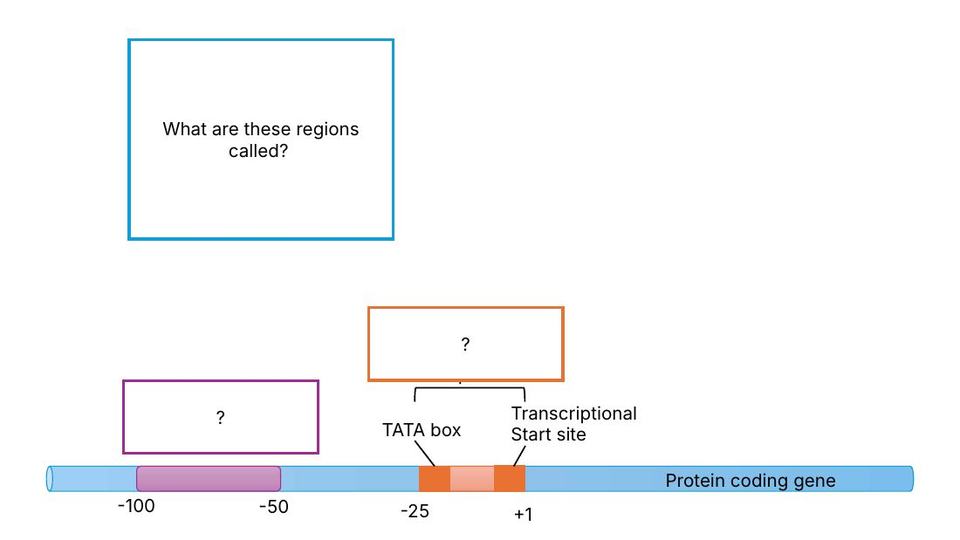 What are these regions
called?
?
?
TATA box
Transcriptional
Start site
Protein coding gene
-100
-50
-25
+1